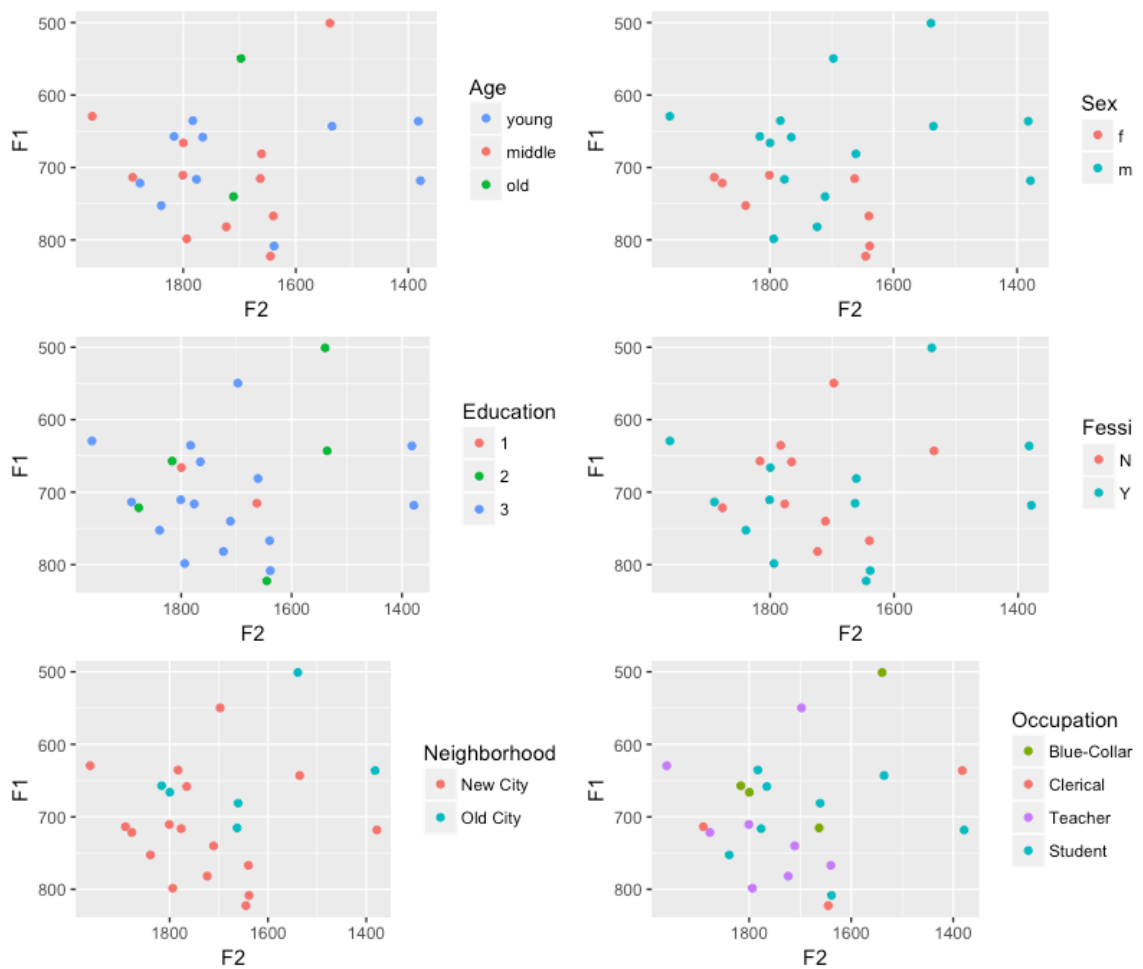 500
600
700
800
F1
1800
1600
1400
F2
Age
young
middle
old
500
600
700
800
F1
1800
1600
1400
F2
Sex
f
m
500
600
700
800
F1
1800
1600
1400
F2
Education
1
2
3
500
600
700
800
F1
1800
1600
1400
F2
Fessi
N
Y
500
600
700
800
F1
1800
1600
1400
F2
Neighborhood
New City
Old City
500
600
700
800
F1
1800
1600
1400
F2
Occupation
Blue-Collar
Clerical
Teacher
Student